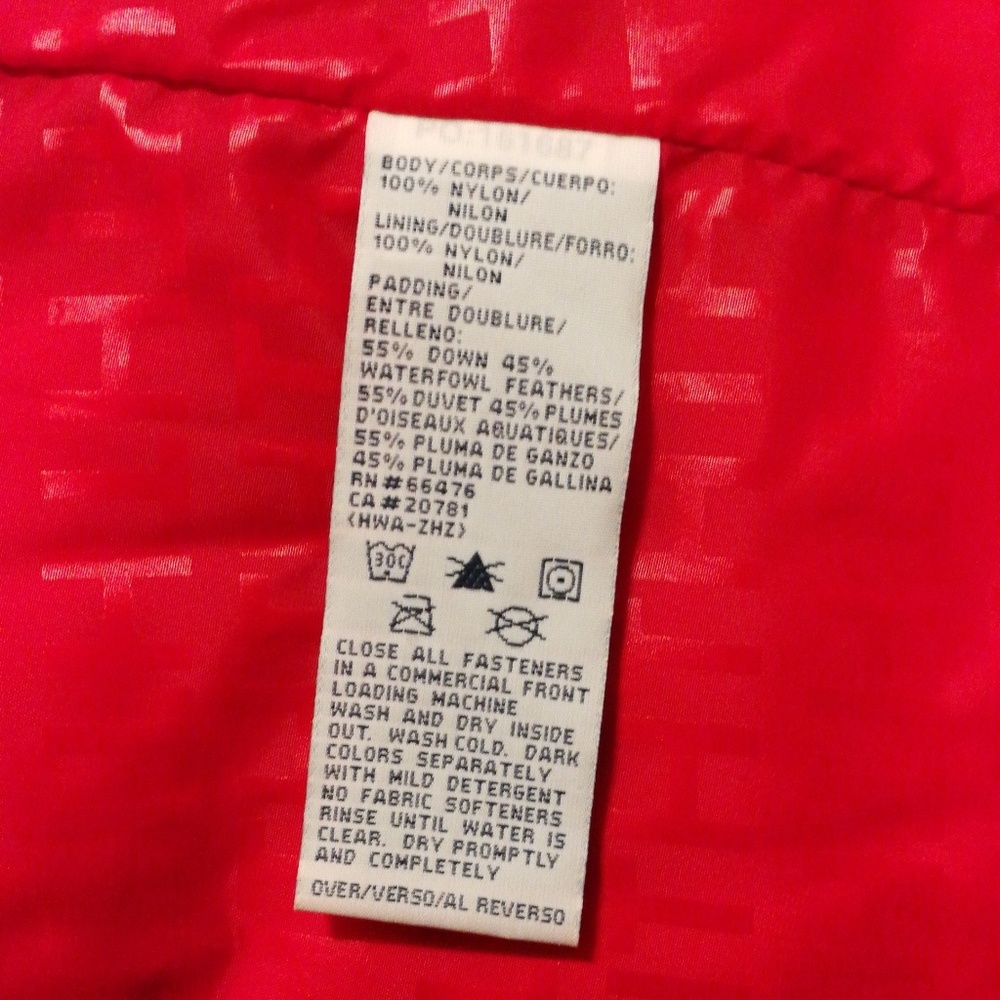 PO:161687
BODY/CORPS/CUERPO:
100% NYLON/
NILON
LINING/DOUBLURE/FORRO:
100% NYLON/
NILON
PADDING/
ENTRE DOUBLURE/
RELLENO:
55% DOWN 45%
WATERFOWL FEATHERS/
55% DUVET 45% PLUMES
D'OISEAUX AQUATIQUES/
55% PLUMA DE GANZO
45% PLUMA DE GALLINA
RN#66476
CA#20781
<HWA-ZHZ>
30C
CLOSE ALL FASTENERS
IN A COMMERCIAL FRONT
LOADING MACHINE
WASH AND DRY INSIDE
OUT. WASH COLD. DARK
COLORS SEPARATELY
WITH MILD DETERGENT
NO FABRIC SOFTENERS
RINSE UNTIL WATER IS
CLEAR. DRY PROMPTLY
AND COMPLETELY
OVER/VERSO/AL REVERSO